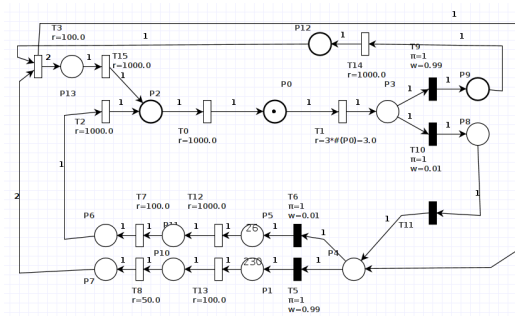 1
T3
r=100.0
1
P12
1
T9
π=1
w=0.99
2
1
T15
r=1000.0
1
T14
r=1000.0
P13
P2
P0
P3
1
P9
1
T2
r=1000.0
1
1
T0
r=1000.0
1
1
T1
r=3*#(P0)-3.0
1
1
1
P8
T10
π=1
w=0.01
1
2
1
1
T11
T7
r=100.0
T12
r=1000.0
T6
π=1
w=0.01
P6
1
1
P11
1
1
26
P5
1
1
P4
P7
1
P10
1
1
1
230
1
1
T8
r=50.0
T13
r=100.0
P1
T5
π=1
w=0.99